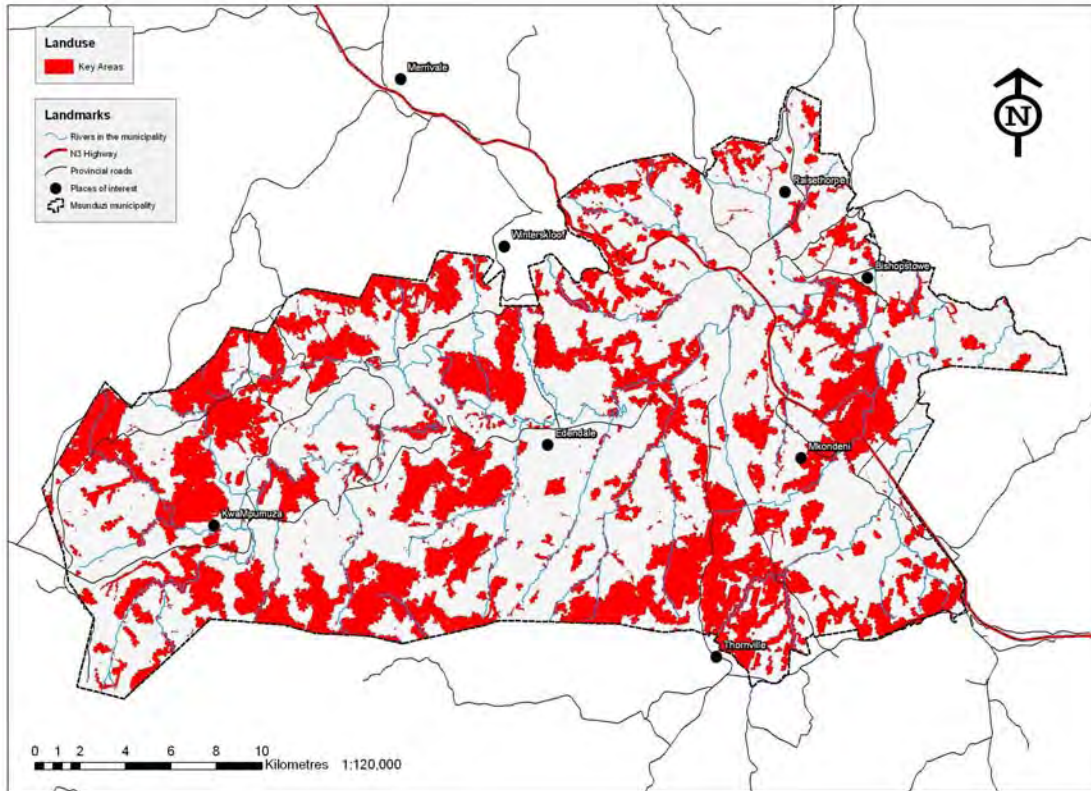 Landuse
Key Areas
Landmarks
Rivers in the municipality
N3 Highway
Provincial roads
Places of interest
Msunduzi municipality
Merrivale
N
Raisethorpe
Winterskloof
Bishopstowe
Edendale
Mkondeni
KwaMpumuza
Thornville
0 1 2 4 6 8 10
Kilometres 1:120,000